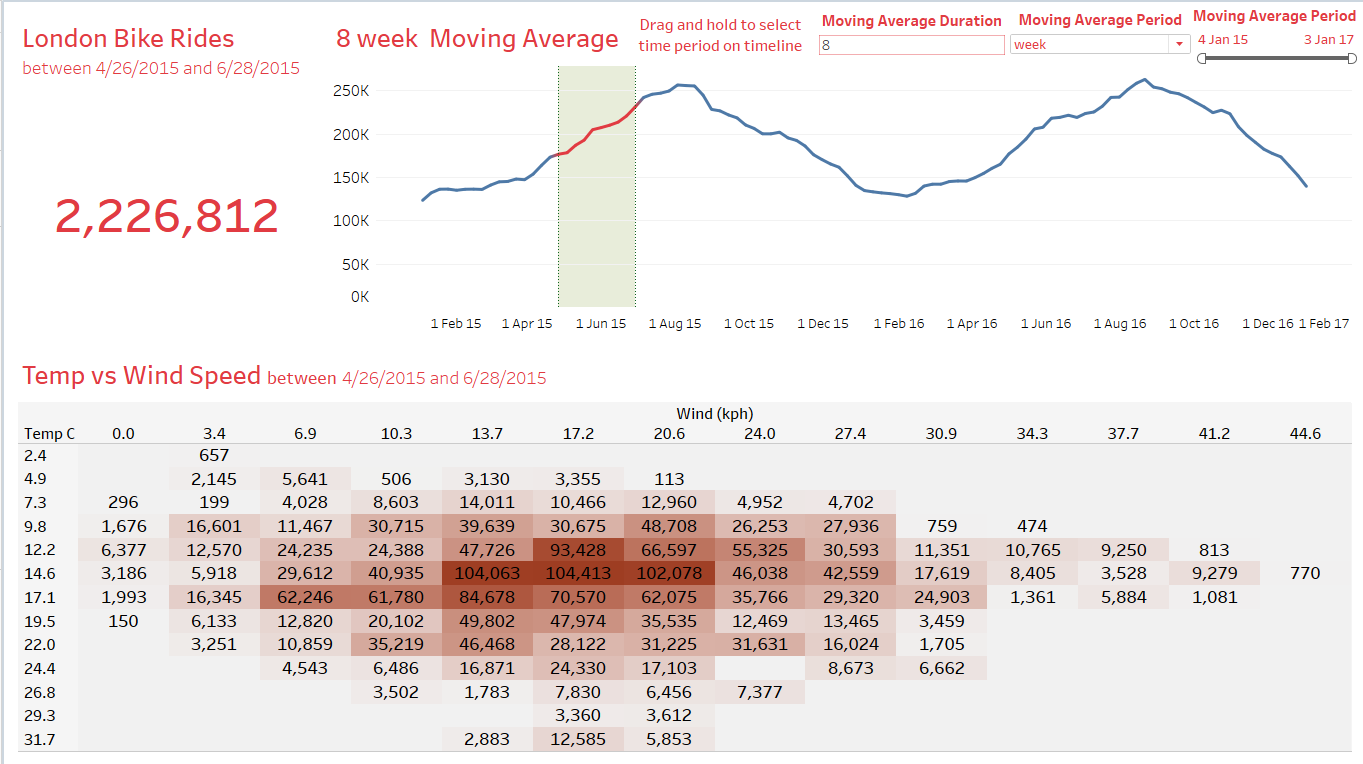 London Bike Rides
between 4/26/2015 and 6/28/2015
2,226,812
8 week Moving Average
Drag and hold to select
time period on timeline
Moving Average Duration
8
Moving Average Period
week
Moving Average Period
4 Jan 15 3 Jan 17
250K
200K
150K
100K
50K
0K
1 Feb 15 1 Apr 15 1 Jun 15 1 Aug 15 1 Oct 15 1 Dec 15 1 Feb 16 1 Apr 16 1 Jun 16 1 Aug 16 1 Oct 16 1 Dec 16 1 Feb 17
Temp vs Wind Speed between 4/26/2015 and 6/28/2015
Wind (kph)
Temp C 0.0 3.4 6.9 10.3 13.7 17.2 20.6 24.0 27.4 30.9 34.3 37.7 41.2 44.6
2.4 657
4.9 2,145 5,641 506 3,130 3,355 113
7.3 296 199 4,028 8,603 14,011 10,466 12,960 4,952 4,702
9.8 1,676 16,601 11,467 30,715 39,639 30,675 48,708 26,253 27,936 759 474
12.2 6,377 12,570 24,235 24,388 47,726 93,428 66,597 55,325 30,593 11,351 10,765 9,250 813
14.6 3,186 5,918 29,612 40,935 104,063 104,413 102,078 46,038 42,559 17,619 8,405 3,528 9,279 770
17.1 1,993 16,345 62,246 61,780 84,678 70,570 62,075 35,766 29,320 24,903 1,361 5,884 1,081
19.5 150 6,133 12,820 20,102 49,802 47,974 35,535 12,469 13,465 3,459
22.0 3,251 10,859 35,219 46,468 28,122 31,225 31,631 16,024 1,705
24.4 4,543 6,486 16,871 24,330 17,103 8,673 6,662
26.8 3,502 1,783 7,830 6,456 7,377
29.3 3,360 3,612
31.7 2,883 12,585 5,853